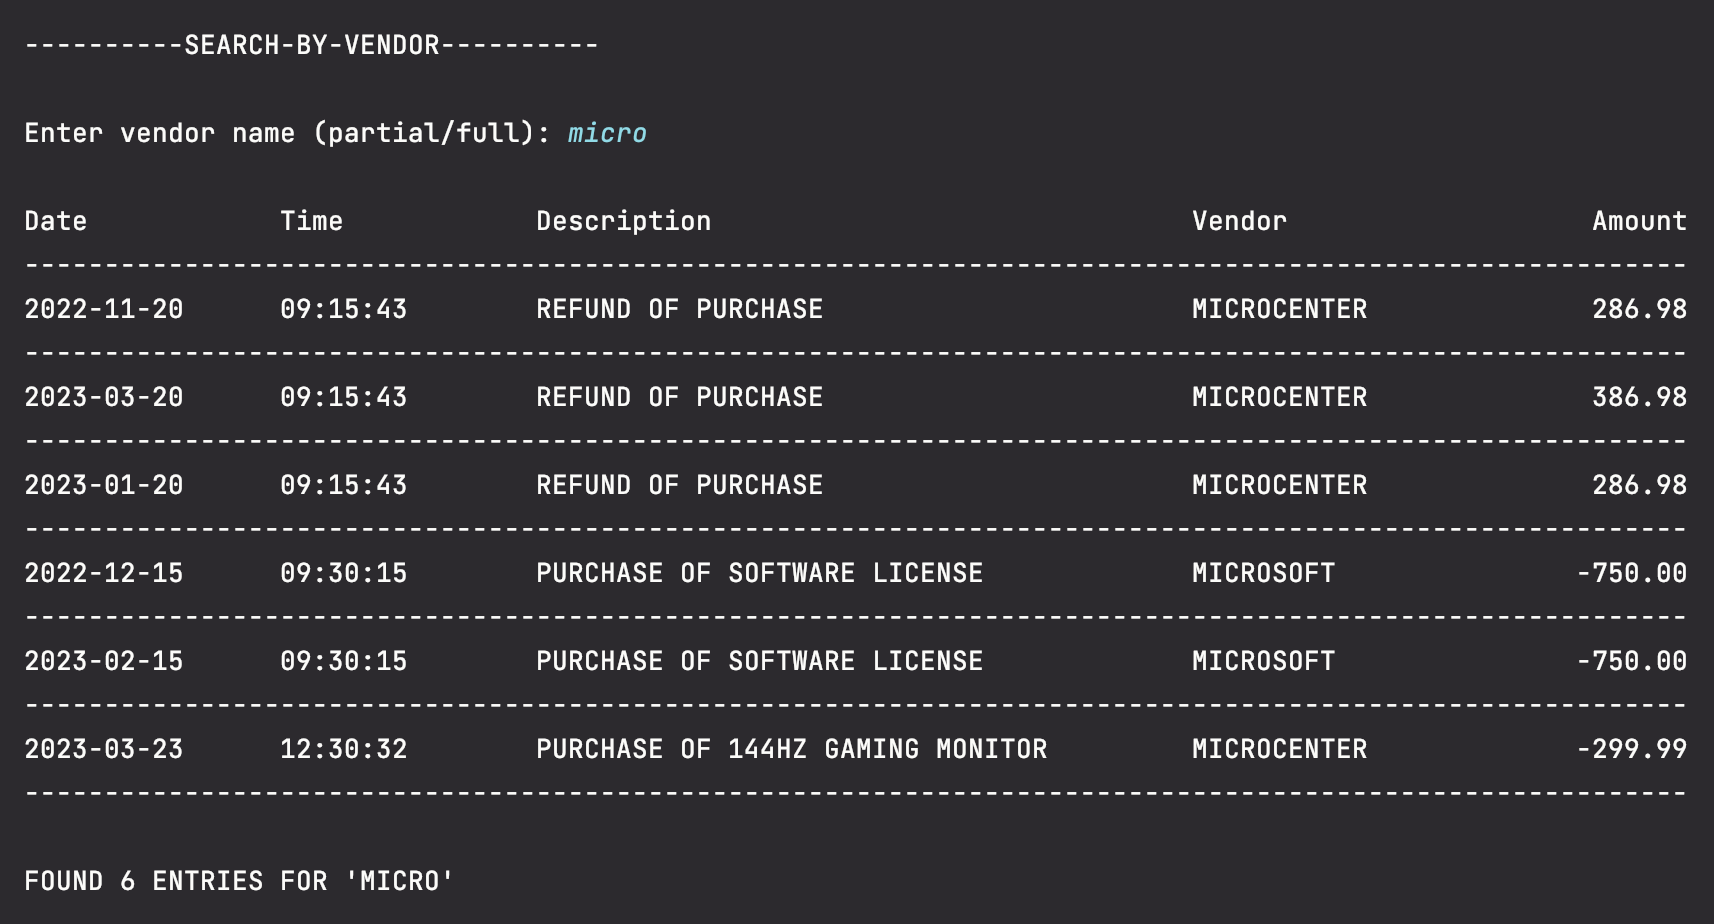 ----------SEARCH-BY-VENDOR----------
Enter vendor name (partial/full): micro
Date Time Description Vendor Amount
--------------------------------------------------------------------------------------------------------
2022-11-20 09:15:43 REFUND OF PURCHASE MICROCENTER 286.98
--------------------------------------------------------------------------------------------------------
2023-03-20 09:15:43 REFUND OF PURCHASE MICROCENTER 386.98
--------------------------------------------------------------------------------------------------------
2023-01-20 09:15:43 REFUND OF PURCHASE MICROCENTER 286.98
--------------------------------------------------------------------------------------------------------
2022-12-15 09:30:15 PURCHASE OF SOFTWARE LICENSE MICROSOFT -750.00
--------------------------------------------------------------------------------------------------------
2023-02-15 09:30:15 PURCHASE OF SOFTWARE LICENSE MICROSOFT -750.00
--------------------------------------------------------------------------------------------------------
2023-03-23 12:30:32 PURCHASE OF 144HZ GAMING MONITOR MICROCENTER -299.99
--------------------------------------------------------------------------------------------------------
FOUND 6 ENTRIES FOR 'MICRO'